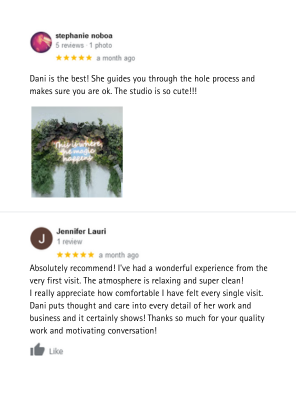 stephanie noboa
5 reviews · 1 photo
★★★★★ a month ago
Dani is the best! She guides you through the hole process and
makes sure you are ok. The studio is so cute!!!
This is where
the magic
happens
Jennifer Lauri
J
1 review
★★★★★ a month ago
Absolutely recommend! I've had a wonderful experience from the
very first visit. The atmosphere is relaxing and super clean!
I really appreciate how comfortable I have felt every single visit.
Dani puts thought and care into every detail of her work and
business and it certainly shows! Thanks so much for your quality
work and motivating conversation!
Like